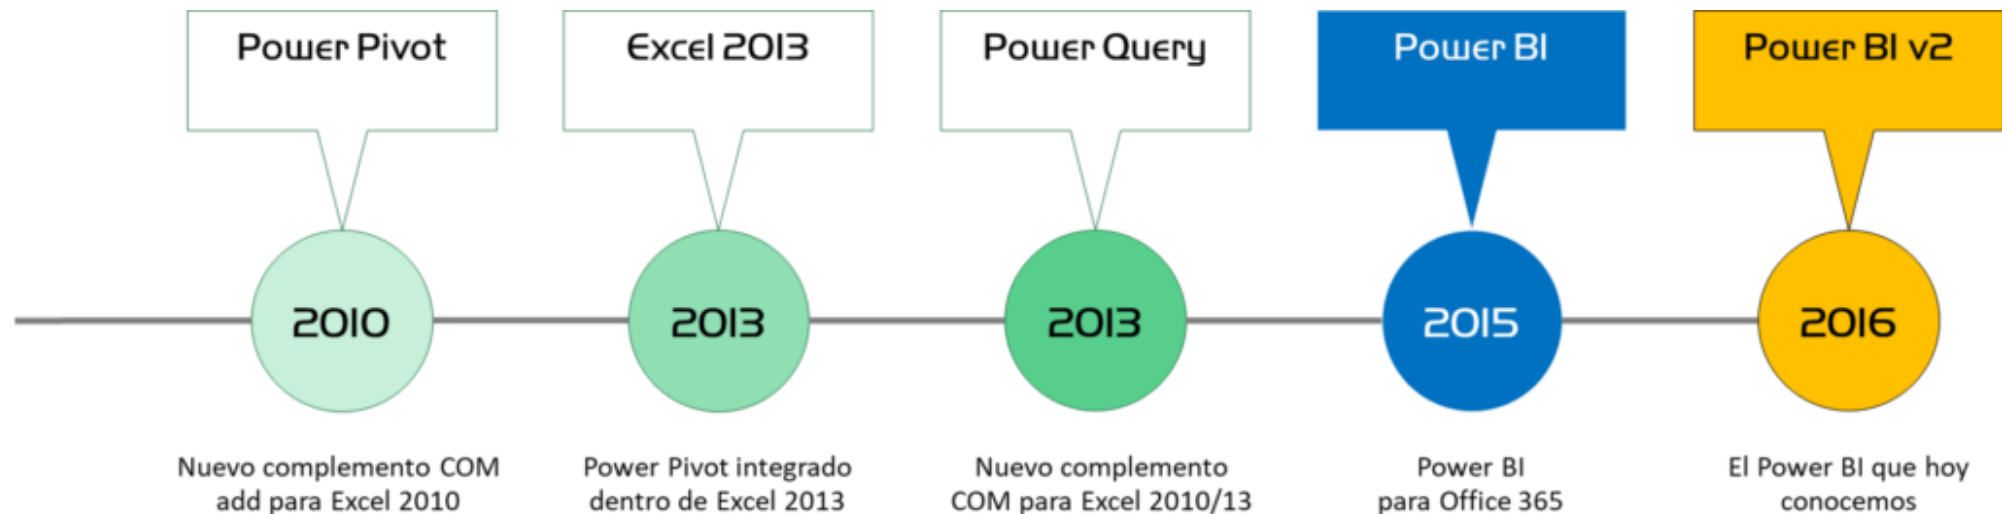 Power Pivot
Excel 2013
Power Query
Power BI
Power BI v2
2010
2013
2013
2015
2016
Nuevo complemento COM
add para Excel 2010
Power Pivot integrado
dentro de Excel 2013
Nuevo complemento
COM para Excel 2010/13
Power BI
para Office 365
El Power BI que hoy
conocemos